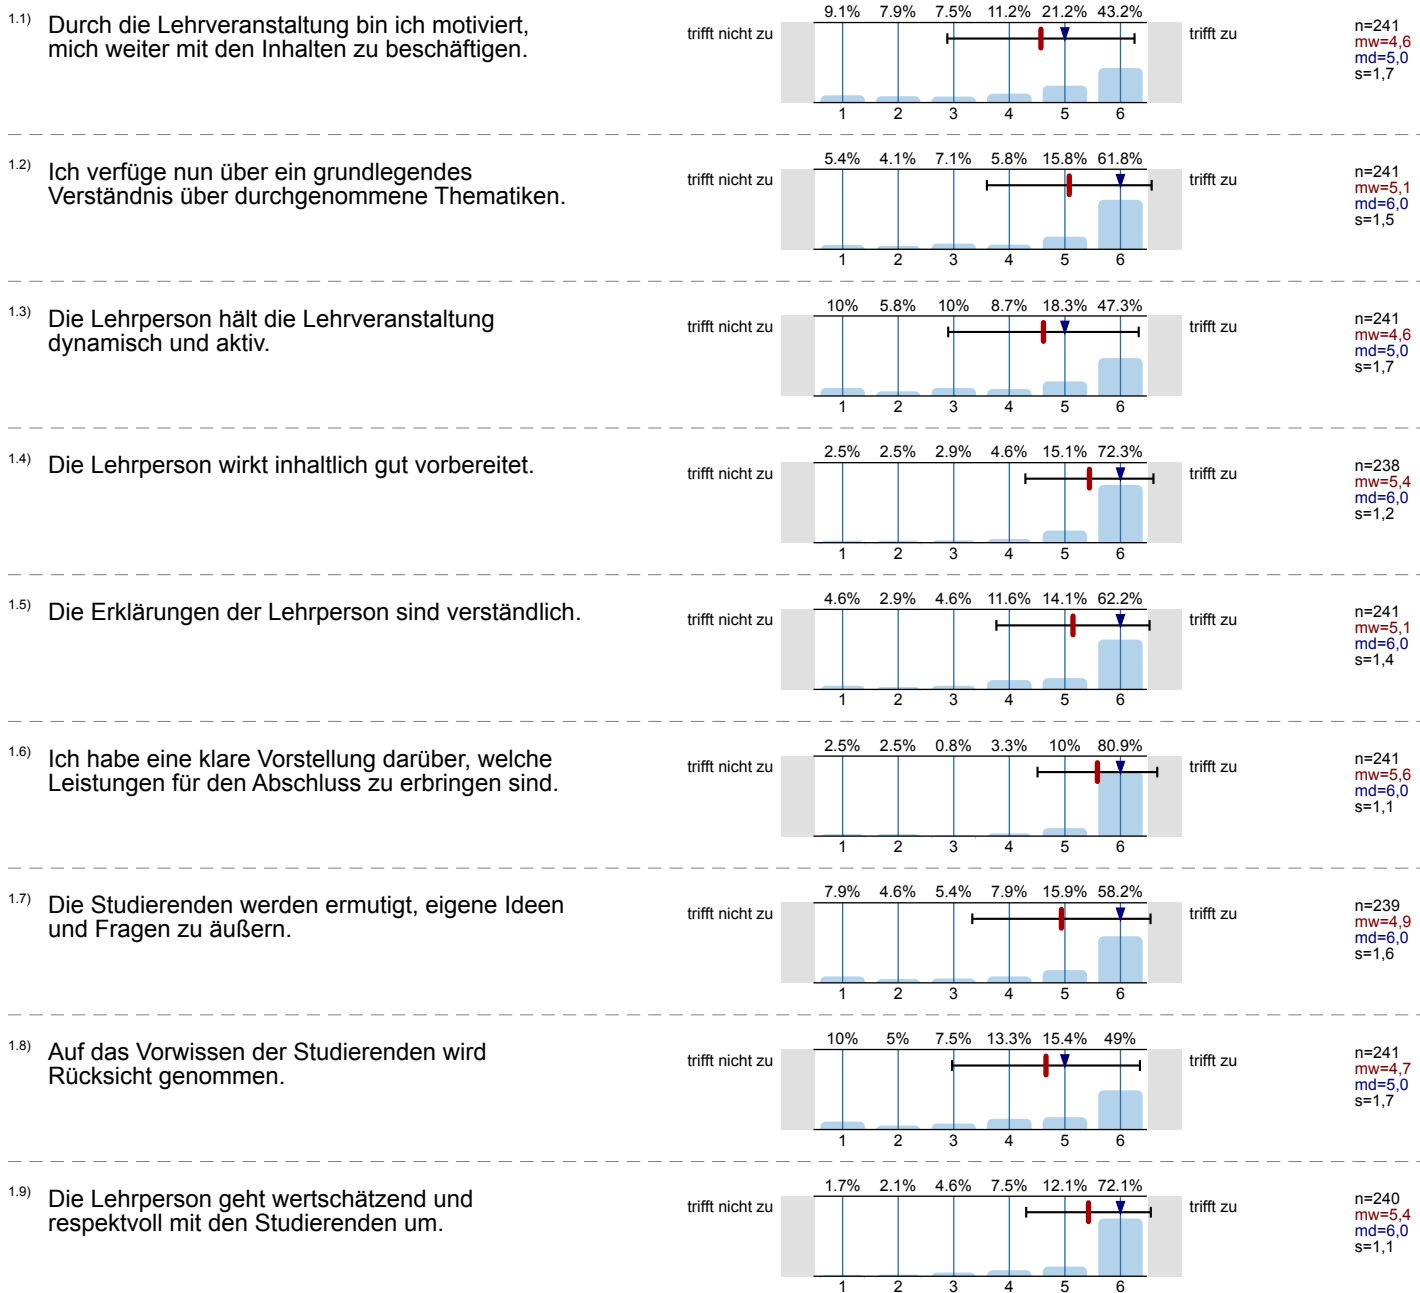 1.1) Durch die Lehrveranstaltung bin ich motiviert,
mich weiter mit den Inhalten zu beschäftigen.
trifft nicht zu
9.1% 7.9% 7.5% 11.2% 21.2% 43.2%
1 2 3 4 5 6
trifft zu
n=241
mw=4,6
md=5,0
s=1,7
1.2) Ich verfüge nun über ein grundlegendes
Verständnis über durchgenommene Thematiken.
trifft nicht zu
5.4% 4.1% 7.1% 5.8% 15.8% 61.8%
1 2 3 4 5 6
trifft zu
n=241
mw=5,1
md=6,0
s=1,5
1.3) Die Lehrperson hält die Lehrveranstaltung
dynamisch und aktiv.
trifft nicht zu
10% 5.8% 10% 8.7% 18.3% 47.3%
1 2 3 4 5 6
trifft zu
n=241
mw=4,6
md=5,0
s=1,7
1.4) Die Lehrperson wirkt inhaltlich gut vorbereitet.
trifft nicht zu
2.5% 2.5% 2.9% 4.6% 15.1% 72.3%
1 2 3 4 5 6
trifft zu
n=238
mw=5,4
md=6,0
s=1,2
1.5) Die Erklärungen der Lehrperson sind verständlich.
trifft nicht zu
4.6% 2.9% 4.6% 11.6% 14.1% 62.2%
1 2 3 4 5 6
trifft zu
n=241
mw=5,1
md=6,0
s=1,4
1.6) Ich habe eine klare Vorstellung darüber, welche
Leistungen für den Abschluss zu erbringen sind.
trifft nicht zu
2.5% 2.5% 0.8% 3.3% 10% 80.9%
1 2 3 4 5 6
trifft zu
n=241
mw=5,6
md=6,0
s=1,1
1.7) Die Studierenden werden ermutigt, eigene Ideen
und Fragen zu äußern.
trifft nicht zu
7.9% 4.6% 5.4% 7.9% 15.9% 58.2%
1 2 3 4 5 6
trifft zu
n=239
mw=4,9
md=6,0
s=1,6
1.8) Auf das Vorwissen der Studierenden wird
Rücksicht genommen.
trifft nicht zu
10% 5% 7.5% 13.3% 15.4% 49%
1 2 3 4 5 6
trifft zu
n=241
mw=4,7
md=5,0
s=1,7
1.9) Die Lehrperson geht wertschätzend und
respektvoll mit den Studierenden um.
trifft nicht zu
1.7% 2.1% 4.6% 7.5% 12.1% 72.1%
1 2 3 4 5 6
trifft zu
n=240
mw=5,4
md=6,0
s=1,1